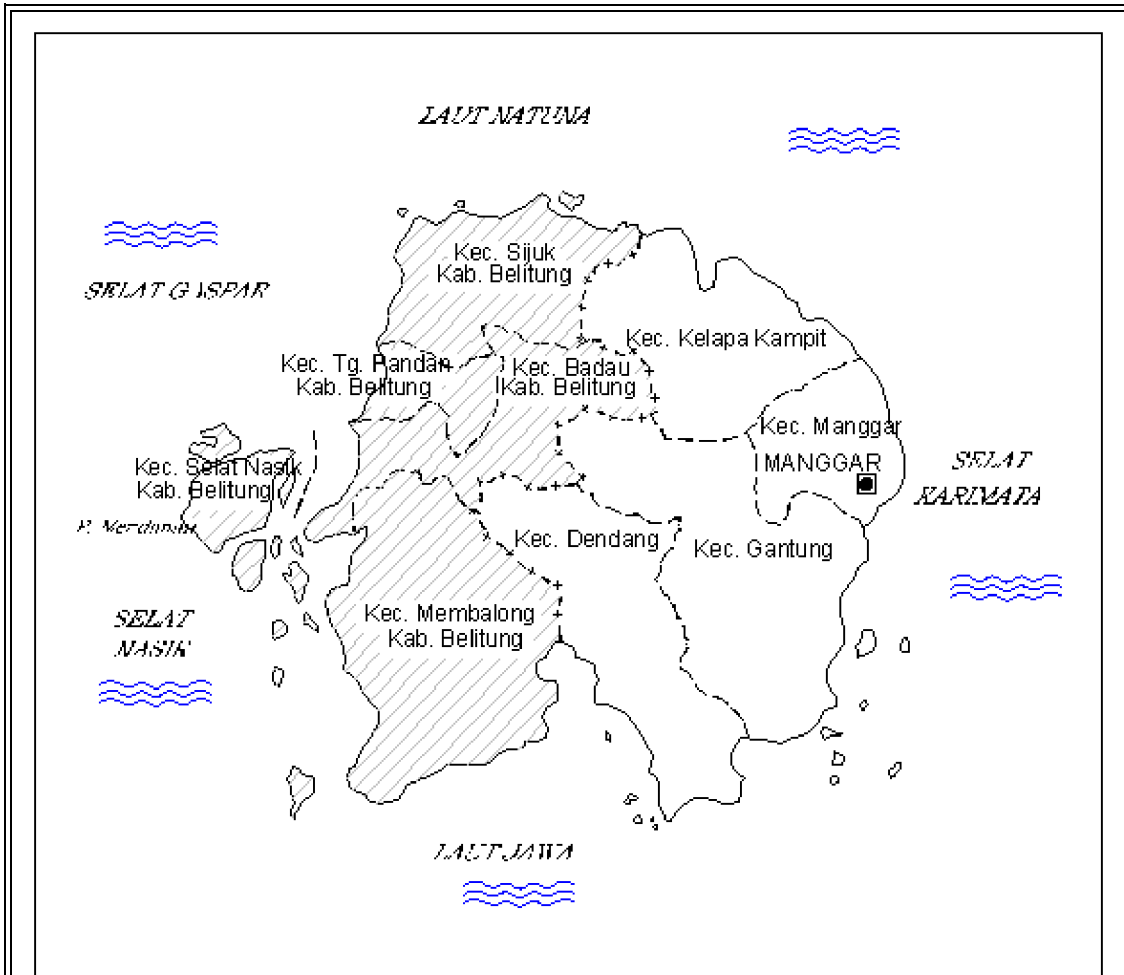 LAUT NATUNA
SELAT GASPAR
Kec. Sijuk
Kab. Belitung
Kec. Kelapa Kampit
Kec. Tg. Pandan
Kab. Belitung
Kec. Badau
Kab. Belitung
Kec. Manggar
MANGGAR
SELAT
KARIMATA
Kec. Selat Nasik
Kab. Belitung
P. Mendanau
Kec. Dendang
Kec. Gantung
Kec. Membalong
Kab. Belitung
SELAT
NASIK
LAUT JAWA